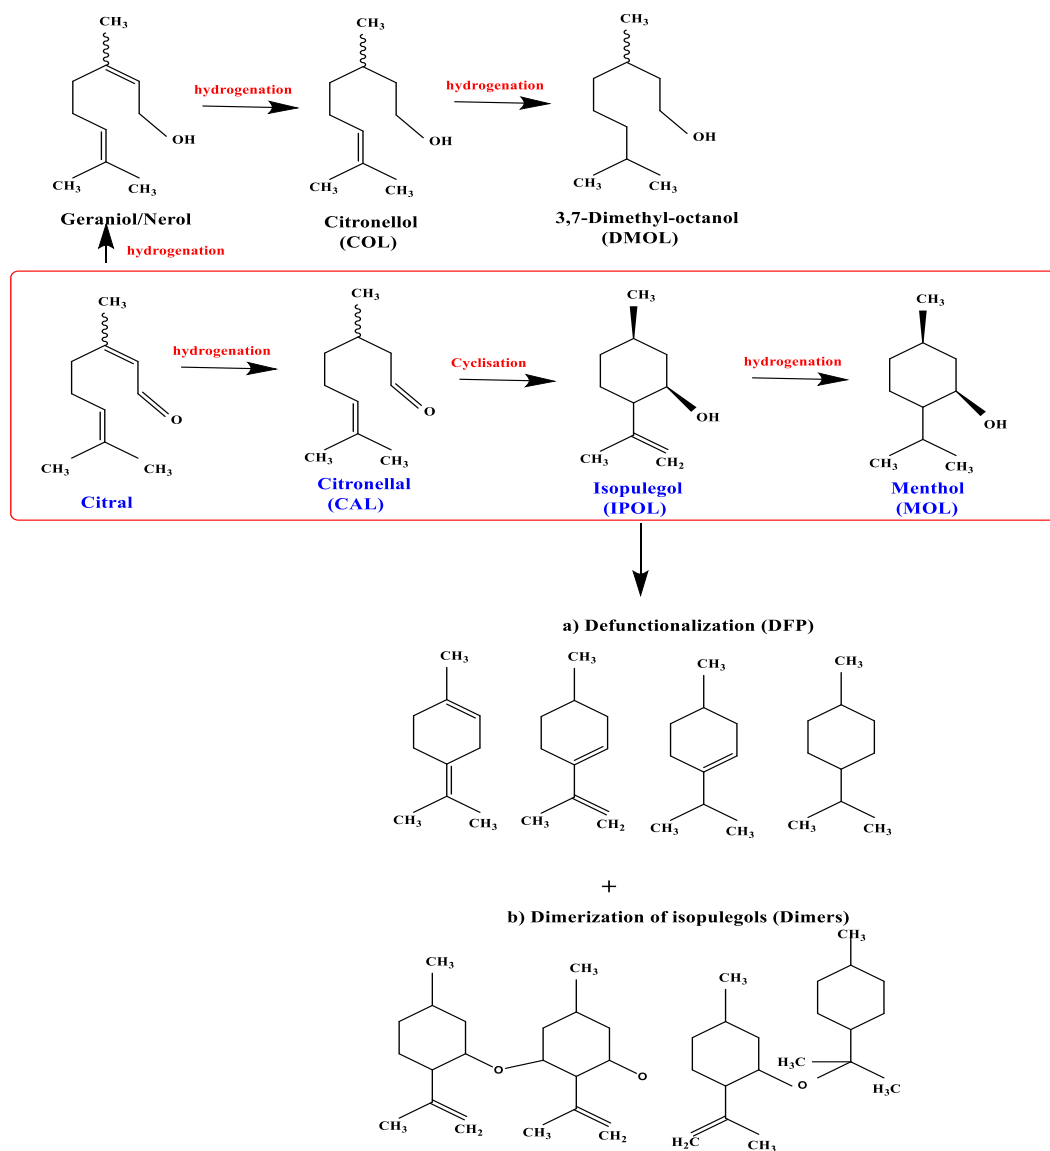 CH3
CH3
CH3
hydrogenation
hydrogenation
OH
OH
OH
CH3
CH3
CH3
CH3
CH3
CH3
Geraniol/Nerol
Citronellol
(COL)
3,7-Dimethyl-octanol
(DMOL)
hydrogenation
CH3
CH3
CH3
CH3
hydrogenation
Cyclisation
hydrogenation
O
O
OH
OH
CH3
CH3
CH3
CH3
CH3
CH2
CH3
CH3
Citral
Citronellal
(CAL)
Isopulegol
(IPOL)
Menthol
(MOL)
a) Defunctionalization (DFP)
CH3
CH3
CH3
CH3
CH3
CH3
CH3
CH2
CH3
CH3
CH3
CH3
+
b) Dimerization of isopulegols (Dimers)
CH3
CH3
CH3
CH3
O
O
O
H3C
H3C
CH3
CH2
CH3
CH2
H2C
CH3